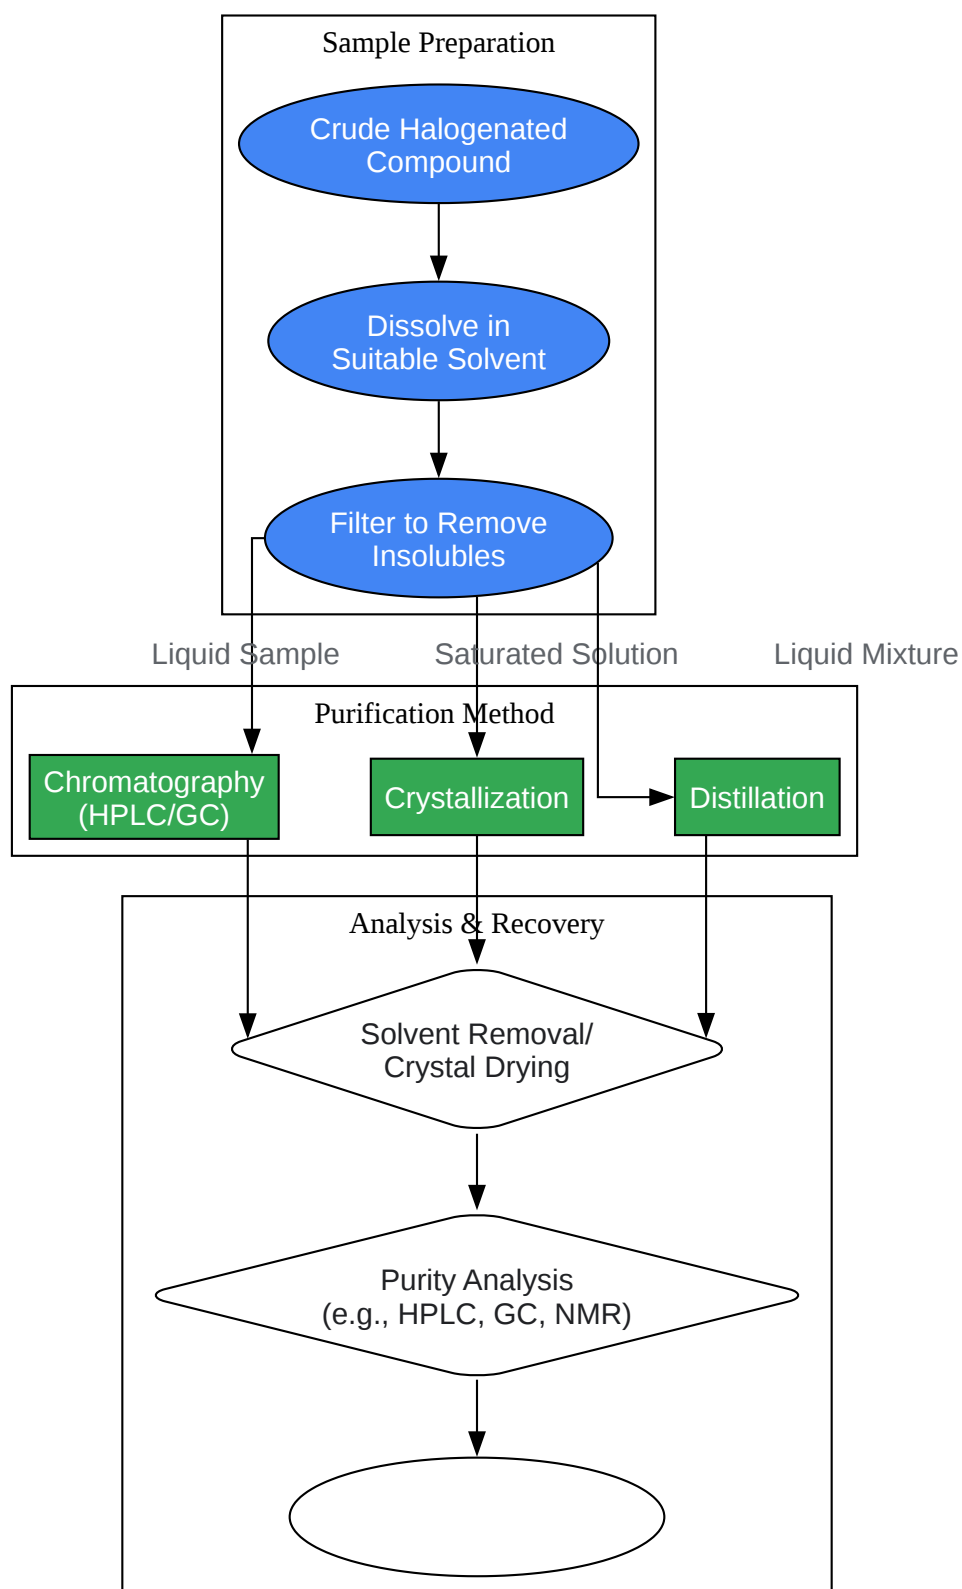 Sample Preparation
Crude Halogenated
Compound
Dissolve in
Suitable Solvent
Filter to Remove
Insolubles
Liquid Sample
Saturated Solution
Liquid Mixture
Purification Method
Chromatography
(HPLC/GC)
Crystallization
Distillation
Analysis & Recovery
Solvent Removal/
Crystal Drying
Purity Analysis
(e.g., HPLC, GC, NMR)